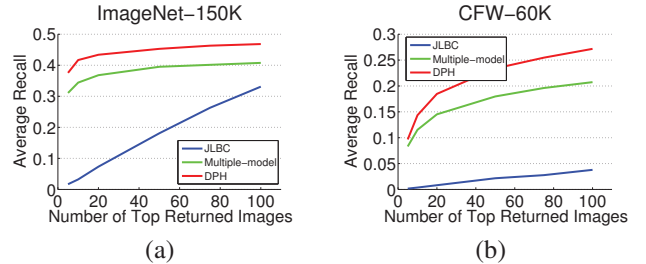 ImageNet-150K
Average Recall
0.5
0.4
0.3
0.2
0.1
0
0 20 40 60 80 100
Number of Top Returned Images
JLBC
Multiple-model
DPH
(a)
CFW-60K
Average Recall
0.3
0.25
0.2
0.15
0.1
0.05
0
0 20 40 60 80 100
Number of Top Returned Images
JLBC
Multiple-model
DPH
(b)